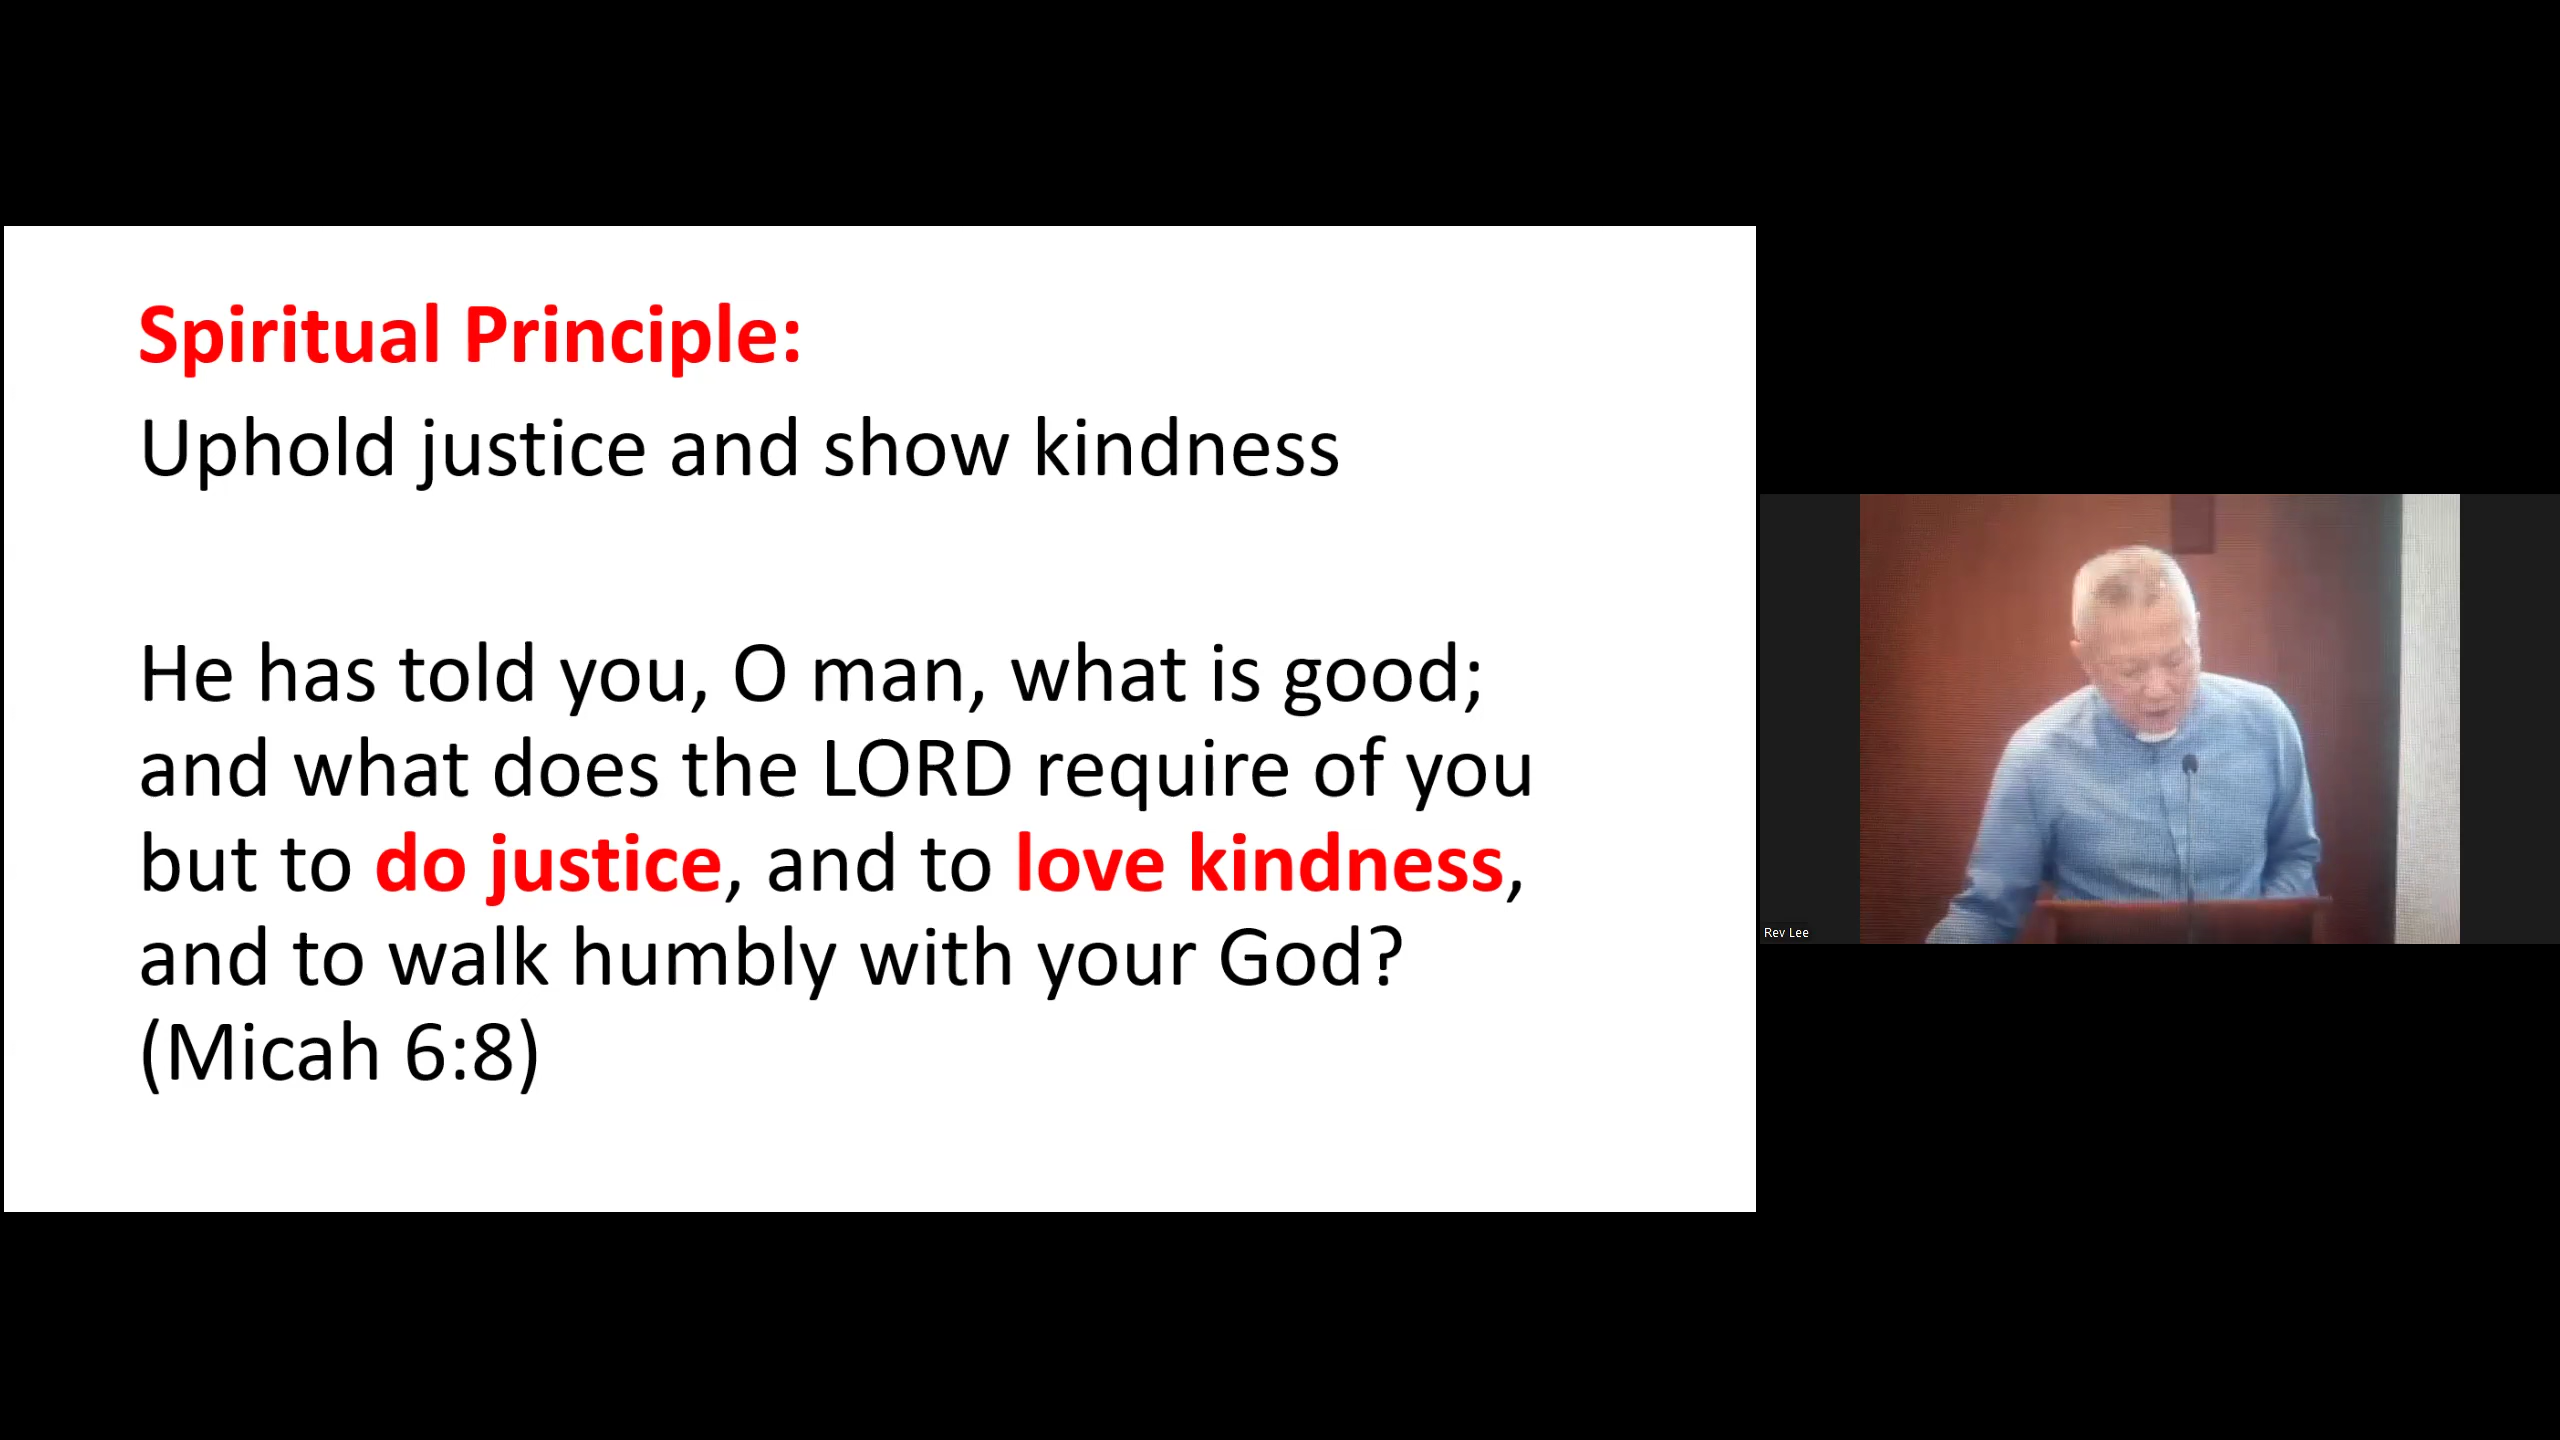 Spiritual Principle:
Uphold justice and show kindness
He has told you, O man, what is good;
and what does the LORD require of you
but to do justice, and to love kindness,
and to walk humbly with your God?
(Micah 6:8)
Rev Lee